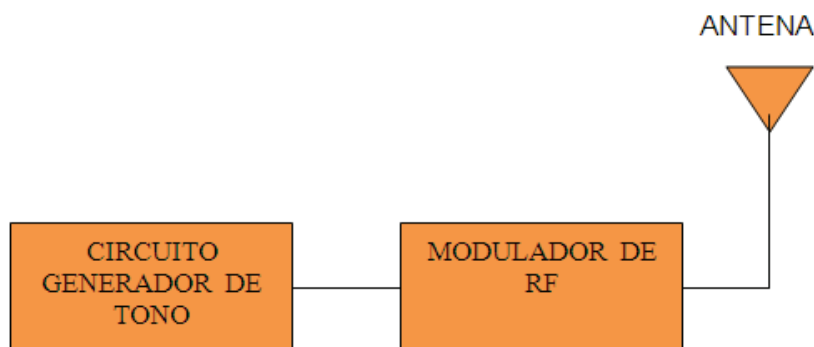 ANTENA
CIRCUITO
GENERADOR DE
TONO
MODULADOR DE
RF